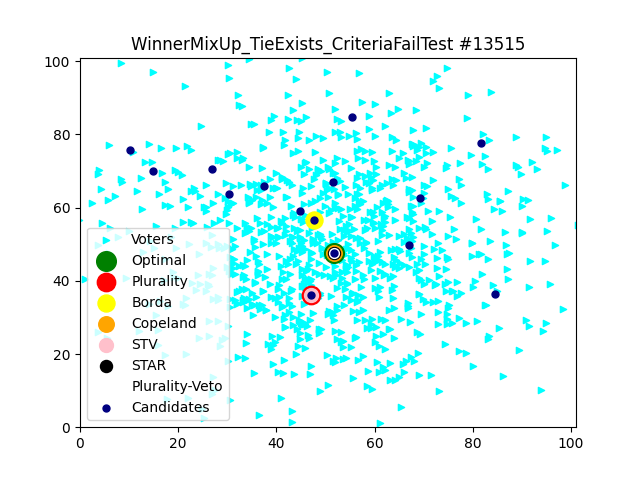 WinnerMixUp_TieExists_CriteriaFailTest #13515
100
80
60
40
20
0
0 20 40 60 80 100
Voters
Optimal
Plurality
Borda
Copeland
STV
STAR
Plurality-Veto
Candidates